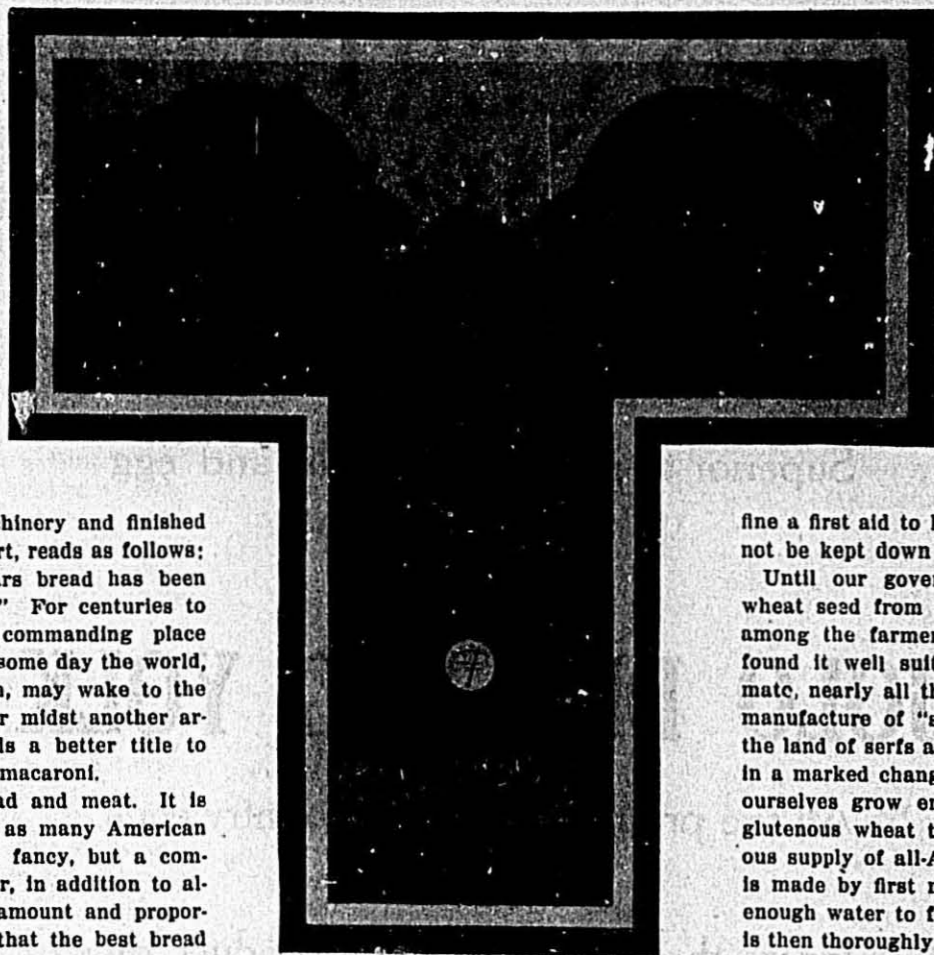 chinery and finished
rt, reads as follows:
ars bread has been
" For centuries to
commanding place
some day the world,
n, may wake to the
r midst another ar-
ls a better title to
macaroni.
ad and meat. It is
as many American
fancy, but a com-
r, in addition to al-
amount and propor-
that the best bread
fine a first aid to
not be kept down
Until our gover
wheat seed from
among the farmer
found it well suit
mate, nearly all th
manufacture of "s
the land of serfs a
in a marked chang
ourselves grow en
glutenous wheat t
ous supply of all-A
is made by first
enough water to f
is then thoroughly